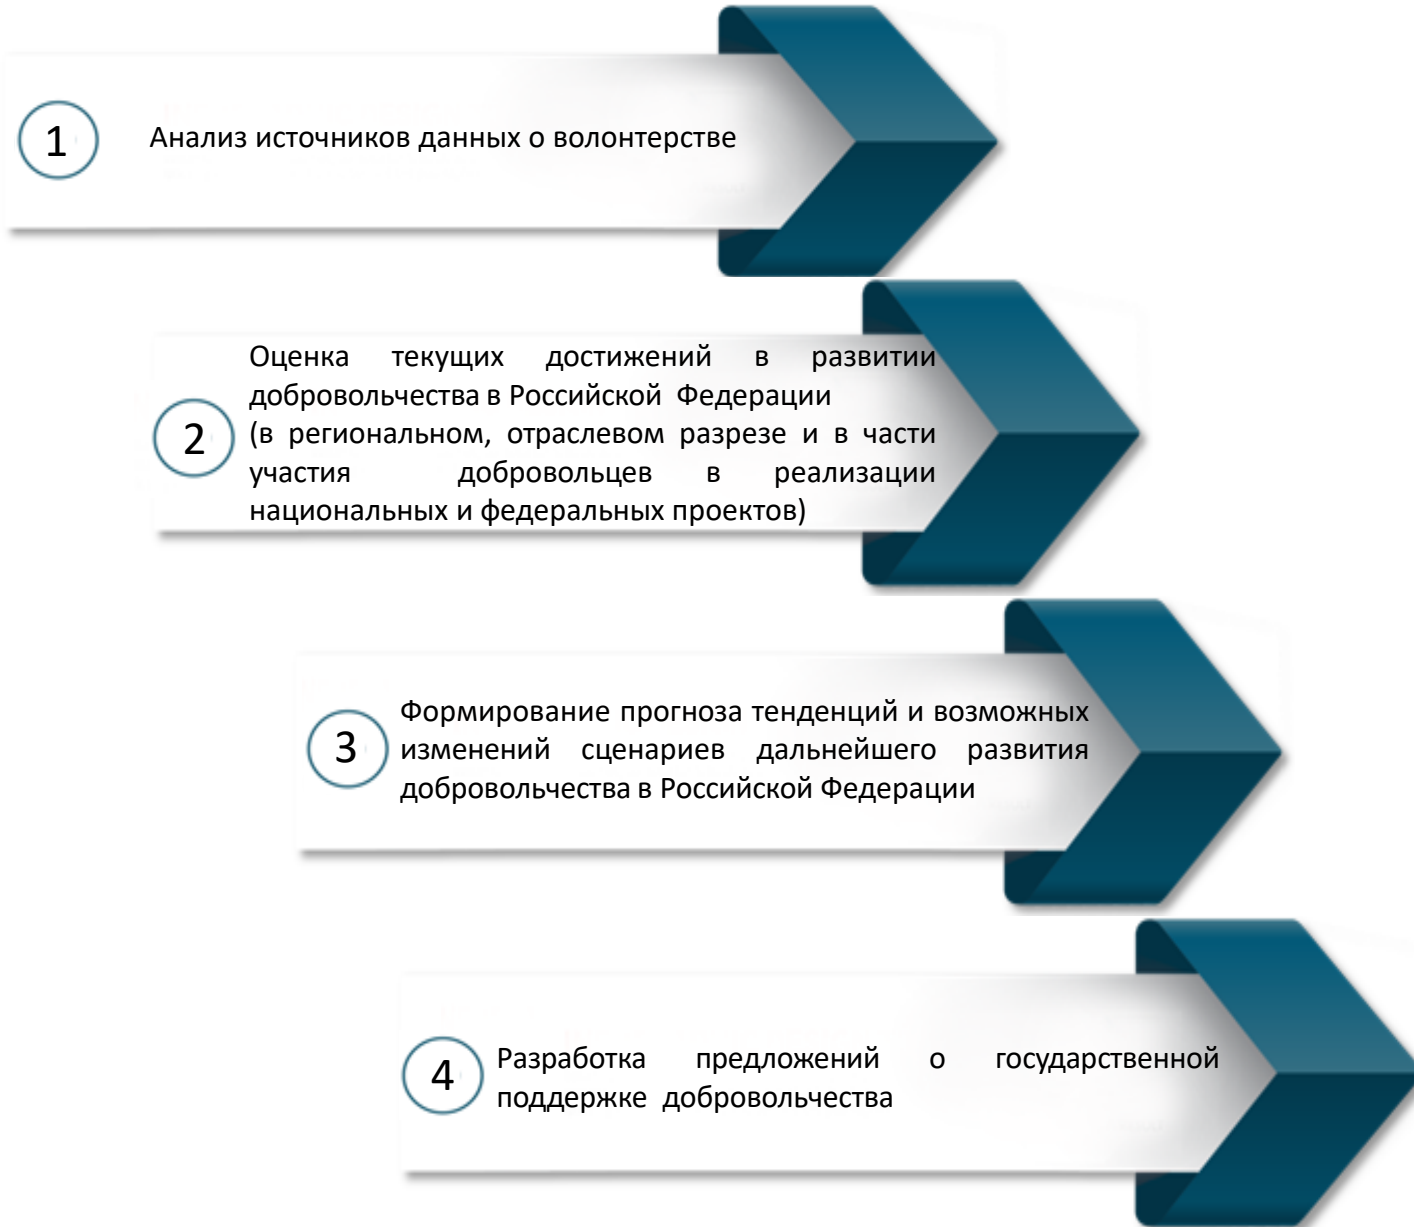 1
Анализ источников данных о волонтерстве
2
Оценка текущих достижений в развитии
добровольчества в Российской Федерации
(в региональном, отраслевом разрезе и в части
участия добровольцев в реализации
национальных и федеральных проектов)
3
Формирование прогноза тенденций и возможных
изменений сценариев дальнейшего развития
добровольчества в Российской Федерации
4
Разработка предложений о государственной
поддержке добровольчества